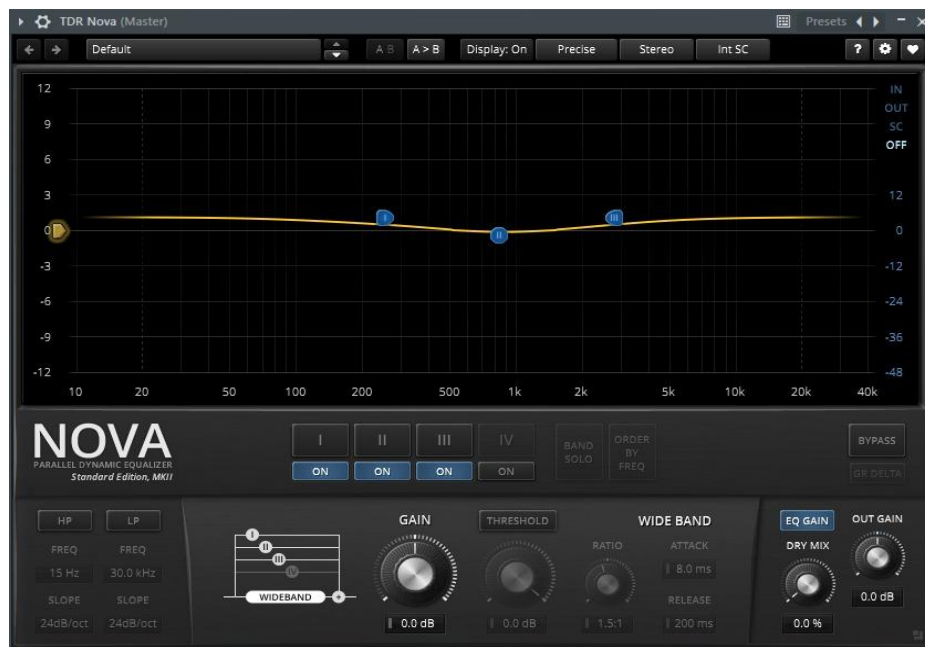 TDR Nova (Master) Presets
Default A B A > B Display: On Precise Stereo Int SC ?
12 IN
OUT
9 SC
OFF
6
3 12
0 0
-3 -12
-6 -24
-9 -36
-12 -48
10 20 50 100 200 500 1k 2k 5k 10k 20k 40k
I II III
NOVA I II III IV BAND SOLO ORDER BY FREQ BYPASS
PARALLEL DYNAMIC EQUALIZER
Standard Edition, MKII ON ON ON ON GR DELTA
HP LP GAIN THRESHOLD WIDE BAND EQ GAIN OUT GAIN
I
II
III
IV
FREQ FREQ RATIO ATTACK DRY MIX
15 Hz 30.0 kHz 8.0 ms
SLOPE SLOPE WIDEBAND RELEASE 0.0 dB
24dB/oct 24dB/oct 0.0 dB 0.0 dB 1.5:1 200 ms 0.0 %